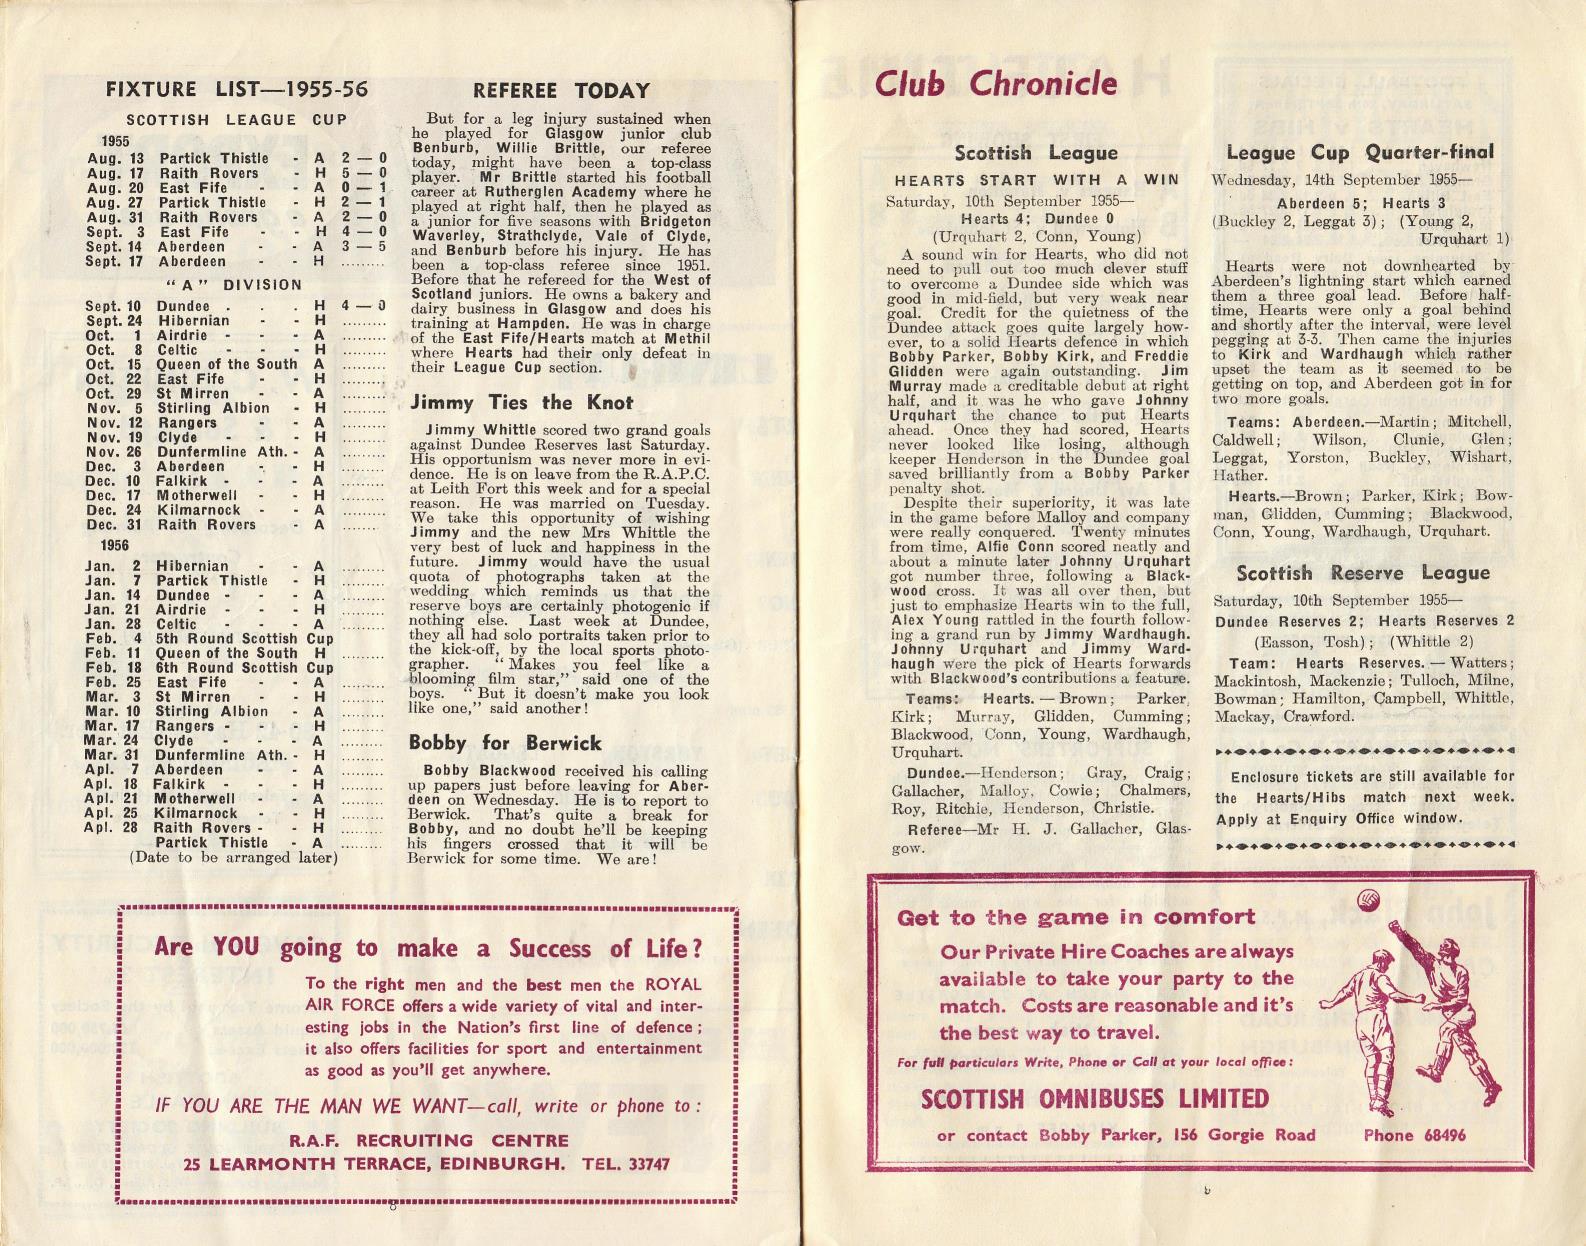 FIXTURE LIST—1955-56
SCOTTISH LEAGUE CUP
1955
Aug. 13 Partick Thistle - A 2 — 0
Aug. 17 Raith Rovers - H 5 — 0
Aug. 20 East Fife - - A 0 — 1
Aug. 27 Partick Thistle - H 2 — 1
Aug. 31 Raith Rovers - A 2 — 0
Sept. 3 East Fife - - H 4 — 0
Sept. 14 Aberdeen - - A 3 — 5
Sept. 17 Aberdeen - - H .........
"A" DIVISION
Sept. 10 Dundee . . . H 4 — 0
Sept. 24 Hibernian - - H .........
Oct. 1 Airdrie - - - A .........
Oct. 8 Celtic - - - H .........
Oct. 15 Queen of the South A .........
Oct. 22 East Fife - - H .........
Oct. 29 St Mirren - - A .........
Nov. 5 Stirling Albion - H .........
Nov. 12 Rangers - - A .........
Nov. 19 Clyde - - - H .........
Nov. 26 Dunfermline Ath. - A .........
Dec. 3 Aberdeen - - H .........
Dec. 10 Falkirk - - - A .........
Dec. 17 Motherwell - - H .........
Dec. 24 Kilmarnock - - A .........
Dec. 31 Raith Rovers - A .......
1956
Jan. 2 Hibernian - - A .........
Jan. 7 Partick Thistle - H .........
Jan. 14 Dundee - - - A .........
Jan. 21 Airdrie - - - H .........
Jan. 28 Celtic - - - A .........
Feb. 4 5th Round Scottish Cup
Feb. 11 Queen of the South H .........
Feb. 18 6th Round Scottish Cup
Feb. 25 East Fife - - A .........
Mar. 3 St Mirren - - H .........
Mar. 10 Stirling Albion - A .........
Mar. 17 Rangers - - - H .........
Mar. 24 Clyde - - - A .........
Mar. 31 Dunfermline Ath. - H .........
Apl. 7 Aberdeen - - A .........
Apl. 18 Falkirk - - - H .........
Apl. 21 Motherwell - - A .........
Apl. 25 Kilmarnock - - H .........
Apl. 28 Raith Rovers - - H .........
Partick Thistle - A .........
(Date to be arranged later)
REFEREE TODAY
But for a leg injury sustained when
he played for Glasgow junior club
Benburb, Willie Brittle, our referee
today, might have been a top-class
player. Mr Brittle started his football
career at Rutherglen Academy where he
played at right half, then he played as
a junior for five seasons with Bridgeton
Waverley, Strathclyde, Vale of Clyde,
and Benburb before his injury. He has
been a top-class referee since 1951.
Before that he refereed for the West of
Scotland juniors. He owns a bakery and
dairy business in Glasgow and does his
training at Hampden. He was in charge
of the East Fife/Hearts match at Methil
where Hearts had their only defeat in
their League Cup section.
Jimmy Ties the Knot
Jimmy Whittle scored two grand goals
against Dundee Reserves last Saturday.
His opportunism was never more in evi-
dence. He is on leave from the R.A.P.C.
at Leith Fort this week and for a special
reason. He was married on Tuesday.
We take this opportunity of wishing
Jimmy and the new Mrs Whittle the
very best of luck and happiness in the
future. Jimmy would have the usual
quota of photographs taken at the
wedding which reminds us that the
reserve boys are certainly photogenic if
nothing else. Last week at Dundee,
they all had solo portraits taken prior to
the kick-off, by the local sports photo-
grapher. "Makes you feel like a
blooming film star," said one of the
boys. "But it doesn't make you look
like one," said another!
Bobby for Berwick
Bobby Blackwood received his calling
up papers just before leaving for Aber-
deen on Wednesday. He is to report to
Berwick. That's quite a break for
Bobby, and no doubt he'll be keeping
his fingers crossed that it will be
Berwick for some time. We are!
Are YOU going to make a Success of Life?
To the right men and the best men the ROYAL
AIR FORCE offers a wide variety of vital and inter-
esting jobs in the Nation's first line of defence;
it also offers facilities for sport and entertainment
as good as you'll get anywhere.
IF YOU ARE THE MAN WE WANT—call, write or phone to:
R.A.F. RECRUITING CENTRE
25 LEARMONTH TERRACE, EDINBURGH. TEL. 33747
8
Club Chronicle
Scottish League
HEARTS START WITH A WIN
Saturday, 10th September 1955—
Hearts 4; Dundee 0
(Urquhart 2, Conn, Young)
A sound win for Hearts, who did not
need to pull out too much clever stuff
to overcome a Dundee side which was
good in mid-field, but very weak near
goal. Credit for the quietness of the
Dundee attack goes quite largely how-
ever, to a solid Hearts defence in which
Bobby Parker, Bobby Kirk, and Freddie
Glidden were again outstanding. Jim
Murray made a creditable debut at right
half, and it was he who gave Johnny
Urquhart the chance to put Hearts
ahead. Once they had scored, Hearts
never looked like losing, although
keeper Henderson in the Dundee goal
saved brilliantly from a Bobby Parker
penalty shot.
Despite their superiority, it was late
in the game before Malloy and company
were really conquered. Twenty minutes
from time, Alfie Conn scored neatly and
about a minute later Johnny Urquhart
got number three, following a Black-
wood cross. It was all over then, but
just to emphasize Hearts win to the full,
Alex Young rattled in the fourth follow-
ing a grand run by Jimmy Wardhaugh.
Johnny Urquhart and Jimmy Ward-
haugh were the pick of Hearts forwards
with Blackwood's contributions a feature.
Teams: Hearts. — Brown; Parker,
Kirk; Murray, Glidden, Cumming;
Blackwood, Conn, Young, Wardhaugh,
Urquhart.
Dundee.—Henderson; Gray, Craig;
Gallacher, Malloy, Cowie; Chalmers,
Roy, Ritchie, Henderson, Christie.
Referee—Mr H. J. Gallacher, Glas-
gow.
League Cup Quarter-final
Wednesday, 14th September 1955—
Aberdeen 5; Hearts 3
(Buckley 2, Leggat 3); (Young 2,
Urquhart 1)
Hearts were not downhearted by
Aberdeen's lightning start which earned
them a three goal lead. Before half-
time, Hearts were only a goal behind
and shortly after the interval, were level
pegging at 3-3. Then came the injuries
to Kirk and Wardhaugh which rather
upset the team as it seemed to be
getting on top, and Aberdeen got in for
two more goals.
Teams: Aberdeen.—Martin; Mitchell,
Caldwell; Wilson, Clunie, Glen;
Leggat, Yorston, Buckley, Wishart,
Hather.
Hearts.—Brown; Parker, Kirk; Bow-
man, Glidden, Cumming; Blackwood,
Conn, Young, Wardhaugh, Urquhart.
Scottish Reserve League
Saturday, 10th September 1955—
Dundee Reserves 2; Hearts Reserves 2
(Easson, Tosh); (Whittle 2)
Team: Hearts Reserves. — Watters;
Mackintosh, Mackenzie; Tulloch, Milne,
Bowman; Hamilton, Campbell, Whittle,
Mackay, Crawford.
Enclosure tickets are still available for
the Hearts/Hibs match next week.
Apply at Enquiry Office window.
Get to the game in comfort
Our Private Hire Coaches are always
available to take your party to the
match. Costs are reasonable and it's
the best way to travel.
For full particulars Write, Phone or Call at your local office:
SCOTTISH OMNIBUSES LIMITED
or contact Bobby Parker, 156 Gorgie Road Phone 68496